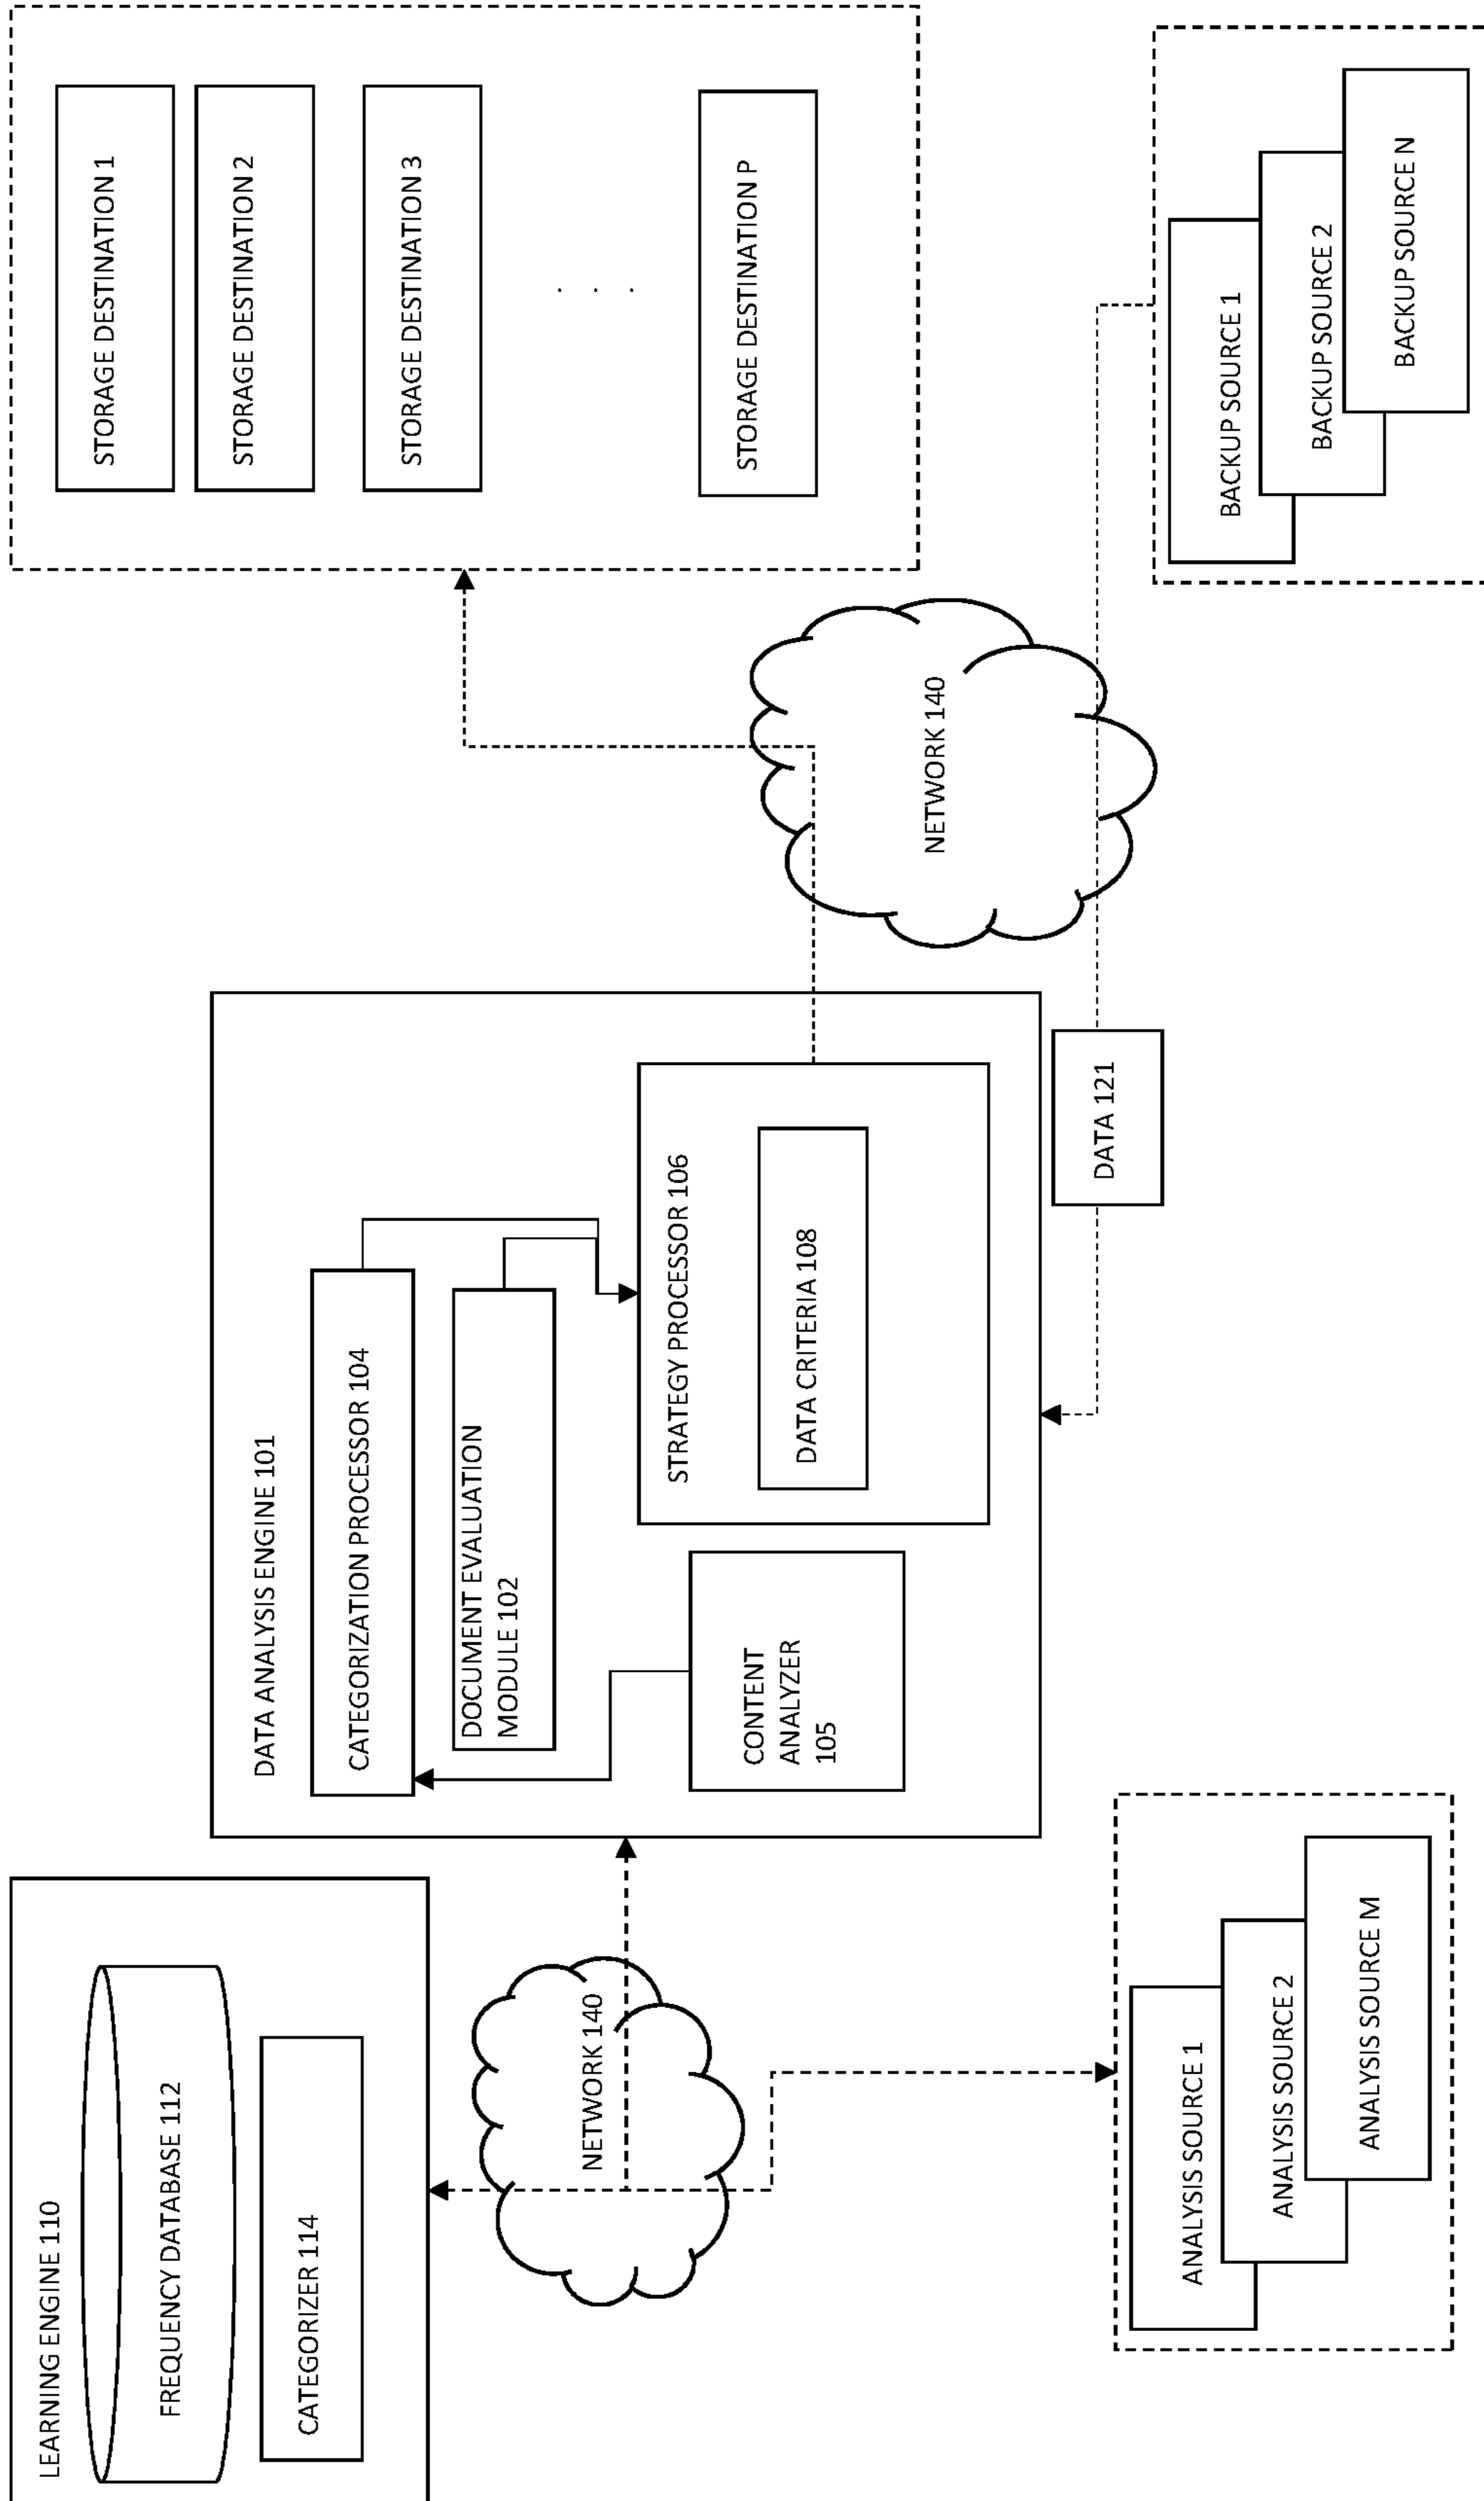 LEARNING ENGINE 110
FREQUENCY DATABASE 112
CATEGORIZER 114
NETWORK 140
ANALYSIS SOURCE 1
ANALYSIS SOURCE 2
ANALYSIS SOURCE M
DATA ANALYSIS ENGINE 101
CATEGORIZATION PROCESSOR 104
DOCUMENT EVALUATION
MODULE 102
CONTENT
ANALYZER
105
STRATEGY PROCESSOR 106
DATA CRITERIA 108
DATA 121
NETWORK 140
STORAGE DESTINATION 1
STORAGE DESTINATION 2
STORAGE DESTINATION 3
. . .
STORAGE DESTINATION P
BACKUP SOURCE 1
BACKUP SOURCE 2
BACKUP SOURCE N